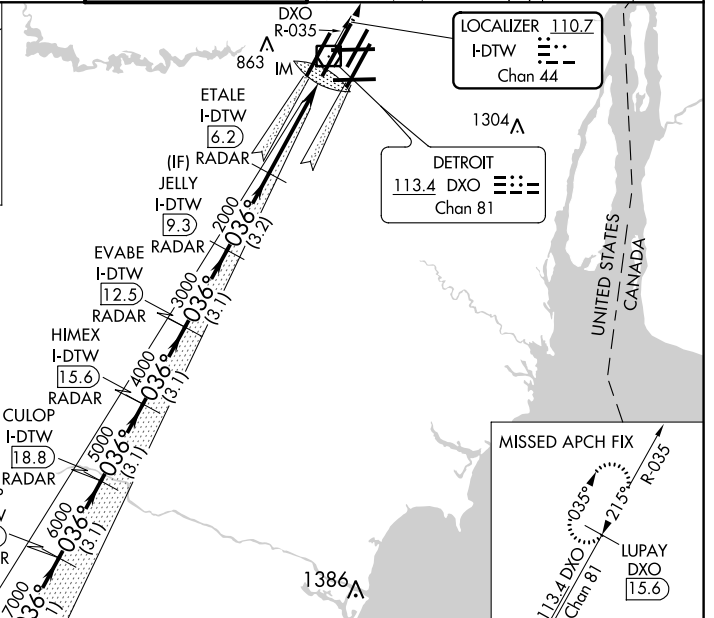 DXO
R-035
863
IM
LOCALIZER 110.7
I-DTW
Chan 44
1304
DETROIT
113.4 DXO
Chan 81
ETALE
I-DTW
6.2
RADAR
(IF)
JELLY
I-DTW
9.3
RADAR
2000
036°
(3.2)
EVABE
I-DTW
12.5
RADAR
3000
036°
(3.1)
HIMEX
I-DTW
15.6
RADAR
4000
036°
(3.1)
CULOP
I-DTW
18.8
RADAR
5000
036°
(3.1)
6000
036°
(3.1)
7000
UNITED STATES
CANADA
1386
MISSED APCH FIX
035°
215°
R-035
113.4 DXO
Chan 81
LUPAY
DXO
15.6